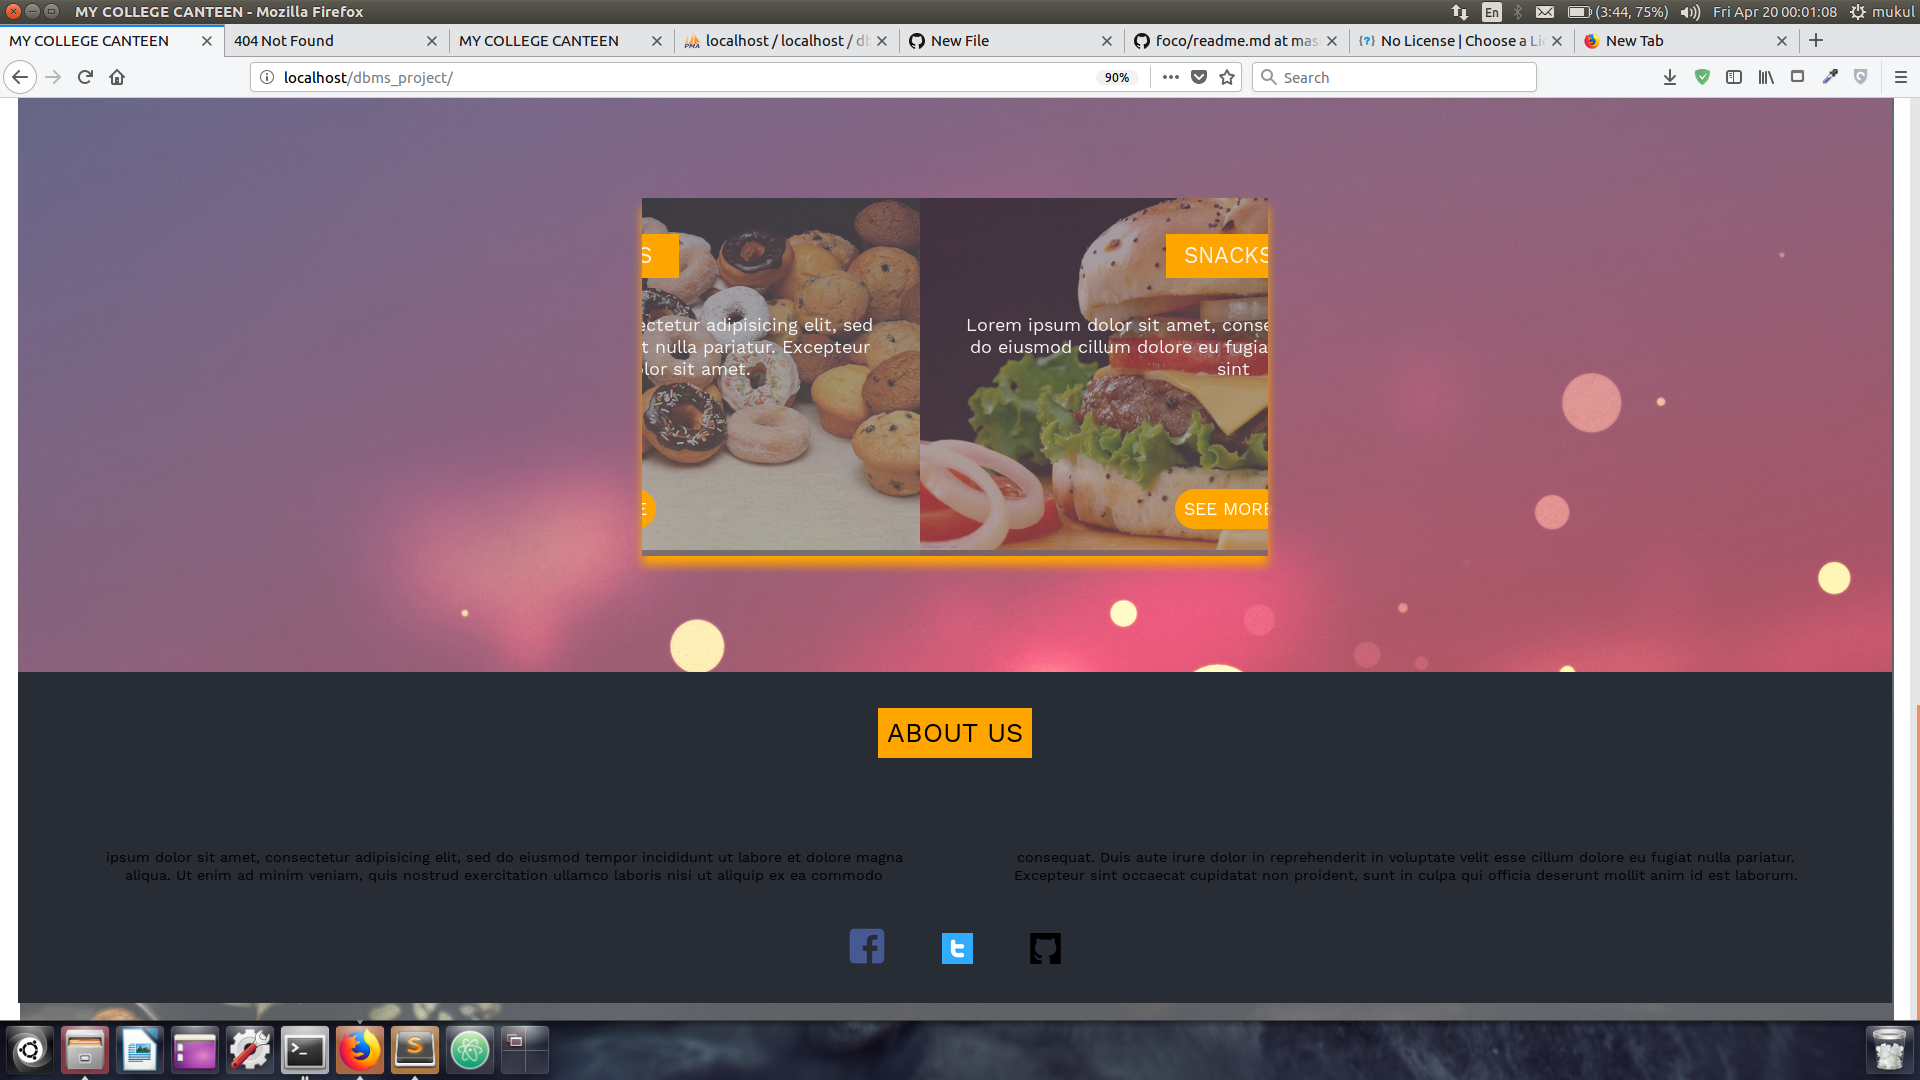 MY COLLEGE CANTEEN - Mozilla Firefox
En
(3:44, 75%)
Fri Apr 20 00:01:08
mukul
MY COLLEGE CANTEEN
404 Not Found
MY COLLEGE CANTEEN
localhost / localhost / db
New File
foco/readme.md at mas
No License | Choose a Lic
New Tab
localhost/dbms_project/
90%
Search
S
SNACKS
ectetur adipisicing elit, sed
t nulla pariatur. Excepteur
lor sit amet.
Lorem ipsum dolor sit amet, conse
do eiusmod cillum dolore eu fugia
sint
E
SEE MORE
ABOUT US
ipsum dolor sit amet, consectetur adipisicing elit, sed do eiusmod tempor incididunt ut labore et dolore magna
aliqua. Ut enim ad minim veniam, quis nostrud exercitation ullamco laboris nisi ut aliquip ex ea commodo
consequat. Duis aute irure dolor in reprehenderit in voluptate velit esse cillum dolore eu fugiat nulla pariatur.
Excepteur sint occaecat cupidatat non proident, sunt in culpa qui officia deserunt mollit anim id est laborum.